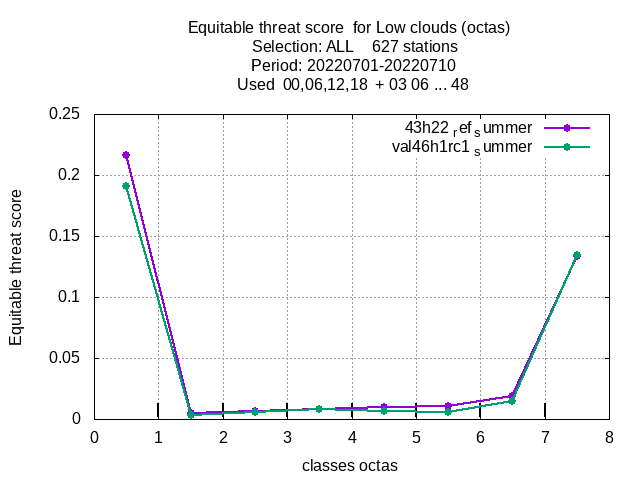 Equitable threat score for Low clouds (octas)
Selection: ALL 627 stations
Period: 20220701-20220710
Used 00,06,12,18 + 03 06 ... 48
0.25
0.2
0.15
0.1
0.05
0
Equitable threat score
43h22 ref summer
val46h1rc1 summer
0 1 2 3 4 5 6 7 8
classes octas